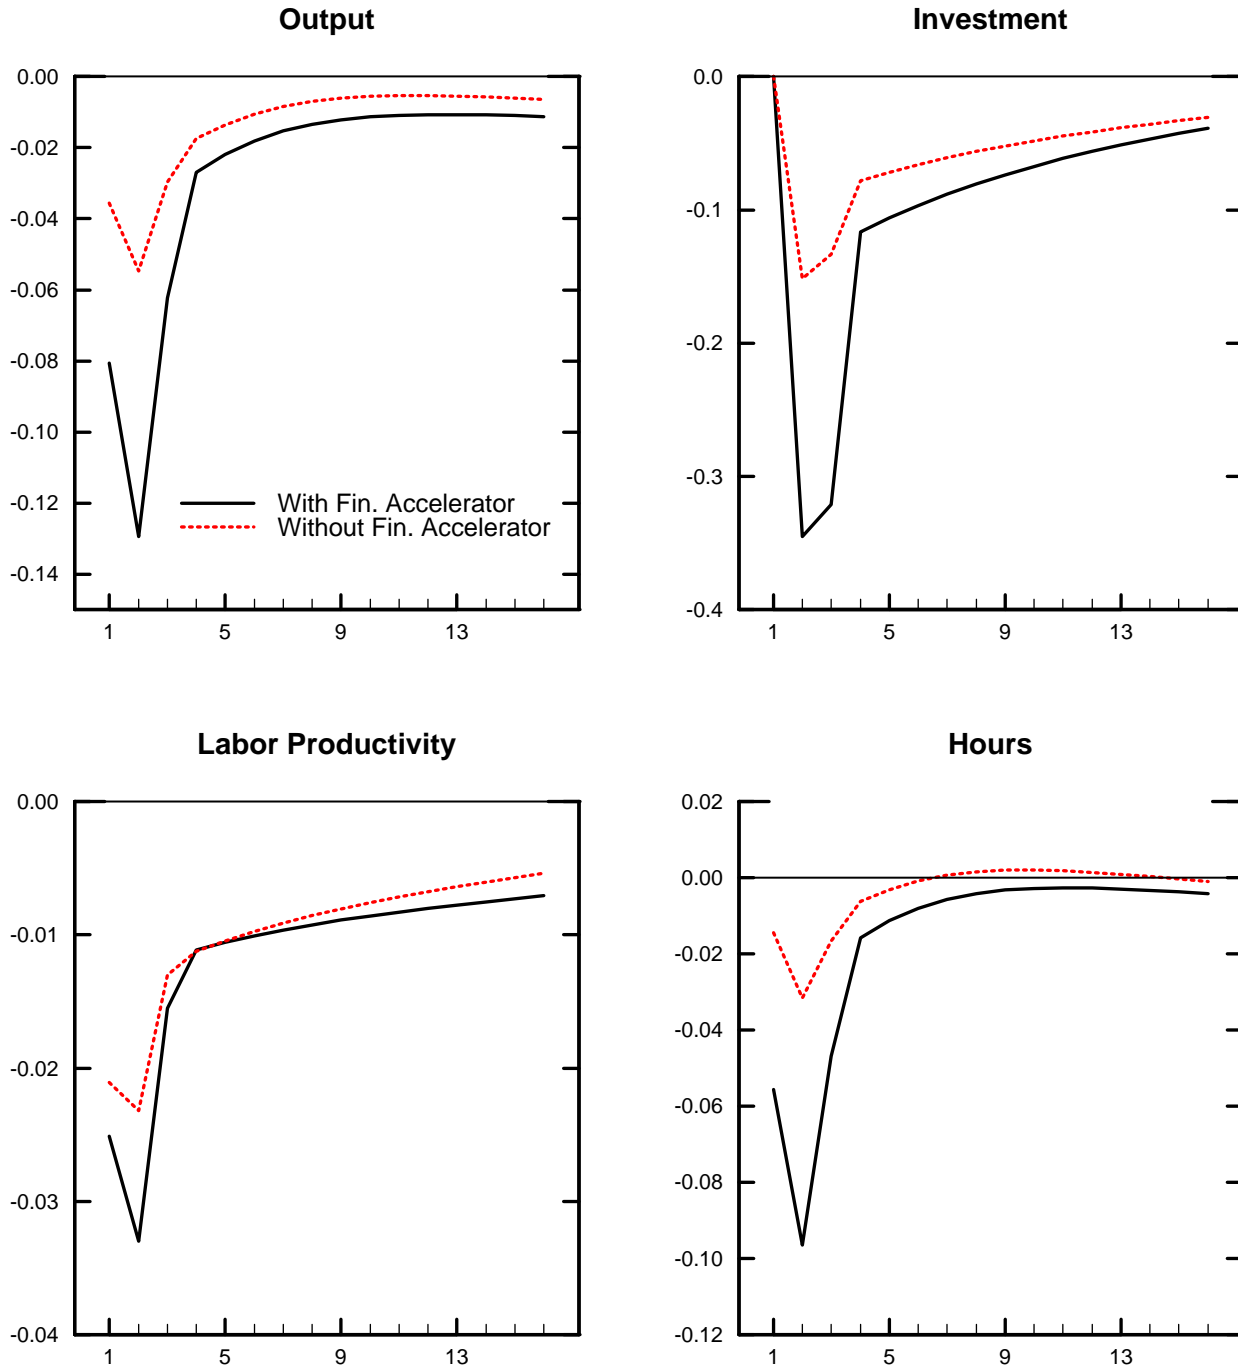 Output
0.00
-0.02
-0.04
-0.06
-0.08
-0.10
-0.12
-0.14
With Fin. Accelerator
Without Fin. Accelerator
1 5 9 13
Investment
0.0
-0.1
-0.2
-0.3
-0.4
1 5 9 13
Labor Productivity
0.00
-0.01
-0.02
-0.03
-0.04
1 5 9 13
Hours
0.02
0.00
-0.02
-0.04
-0.06
-0.08
-0.10
-0.12
1 5 9 13